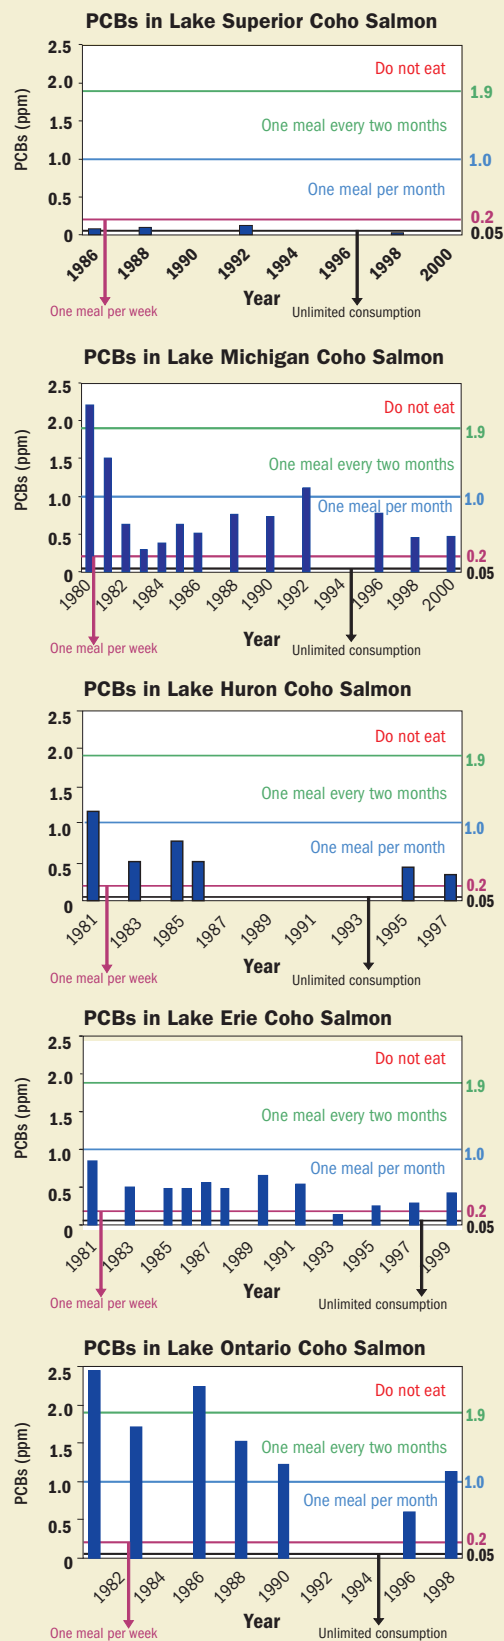 PCBs in Lake Superior Coho Salmon
PCBs (ppm)
2.5
2.0
1.5
1.0
0.5
0
Do not eat
1.9
One meal every two months
1.0
One meal per month
0.2
0.05
1986
1988
1990
1992
1994
1996
1998
2000
Year
One meal per week
Unlimited consumption
PCBs in Lake Michigan Coho Salmon
PCBs (ppm)
2.5
2.0
1.5
1.0
0.5
0
Do not eat
1.9
One meal every two months
1.0
One meal per month
0.2
0.05
1980
1982
1984
1986
1988
1990
1992
1994
1996
1998
2000
Year
One meal per week
Unlimited consumption
PCBs in Lake Huron Coho Salmon
PCBs (ppm)
2.5
2.0
1.5
1.0
0.5
0
Do not eat
1.9
One meal every two months
1.0
One meal per month
0.2
0.05
1981
1983
1985
1987
1989
1991
1993
1995
1997
Year
One meal per week
Unlimited consumption
PCBs in Lake Erie Coho Salmon
PCBs (ppm)
2.5
2.0
1.5
1.0
0.5
0
Do not eat
1.9
One meal every two months
1.0
One meal per month
0.2
0.05
1981
1983
1985
1987
1989
1991
1993
1995
1997
1999
Year
One meal per week
Unlimited consumption
PCBs in Lake Ontario Coho Salmon
PCBs (ppm)
2.5
2.0
1.5
1.0
0.5
0
Do not eat
1.9
One meal every two months
1.0
One meal per month
0.2
0.05
1982
1984
1986
1988
1990
1992
1994
1996
1998
Year
One meal per week
Unlimited consumption